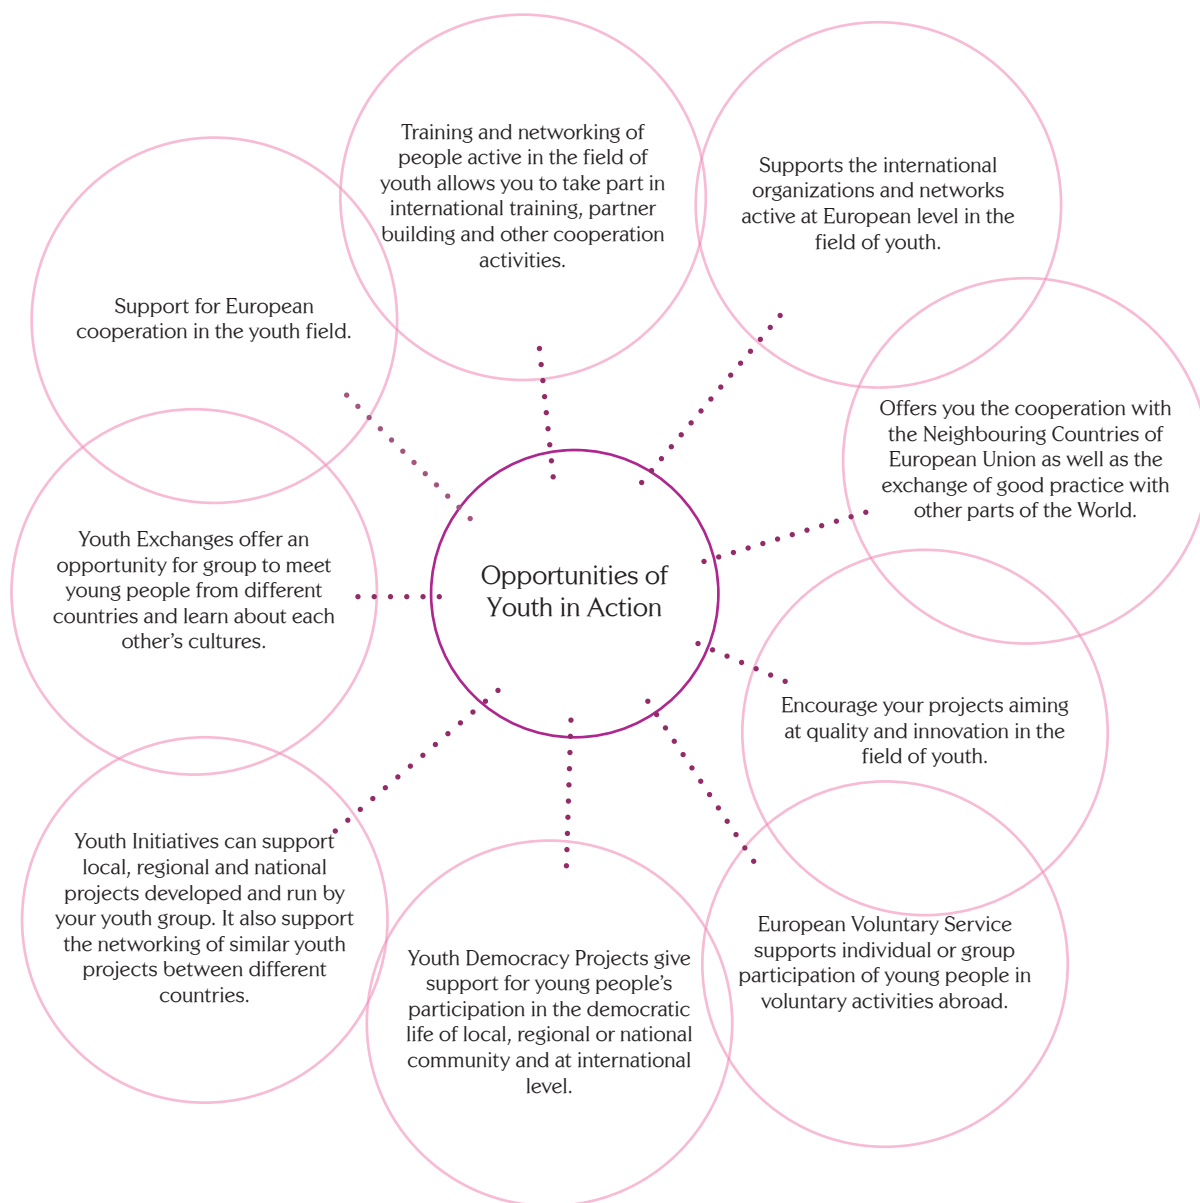 Training and networking of
people active in the field of
youth allows you to take part in
international training, partner
building and other cooperation
activities.
Supports the international
organizations and networks
active at European level in the
field of youth.
Support for European
cooperation in the youth field.
Offers you the cooperation with
the Neighbouring Countries of
European Union as well as the
exchange of good practice with
other parts of the World.
Youth Exchanges offer an
opportunity for group to meet
young people from different
countries and learn about each
other’s cultures.
Opportunities of
Youth in Action
Encourage your projects aiming
at quality and innovation in the
field of youth.
Youth Initiatives can support
local, regional and national
projects developed and run by
your youth group. It also support
the networking of similar youth
projects between different
countries.
Youth Democracy Projects give
support for young people’s
participation in the democratic
life of local, regional or national
community and at international
level.
European Voluntary Service
supports individual or group
participation of young people in
voluntary activities abroad.